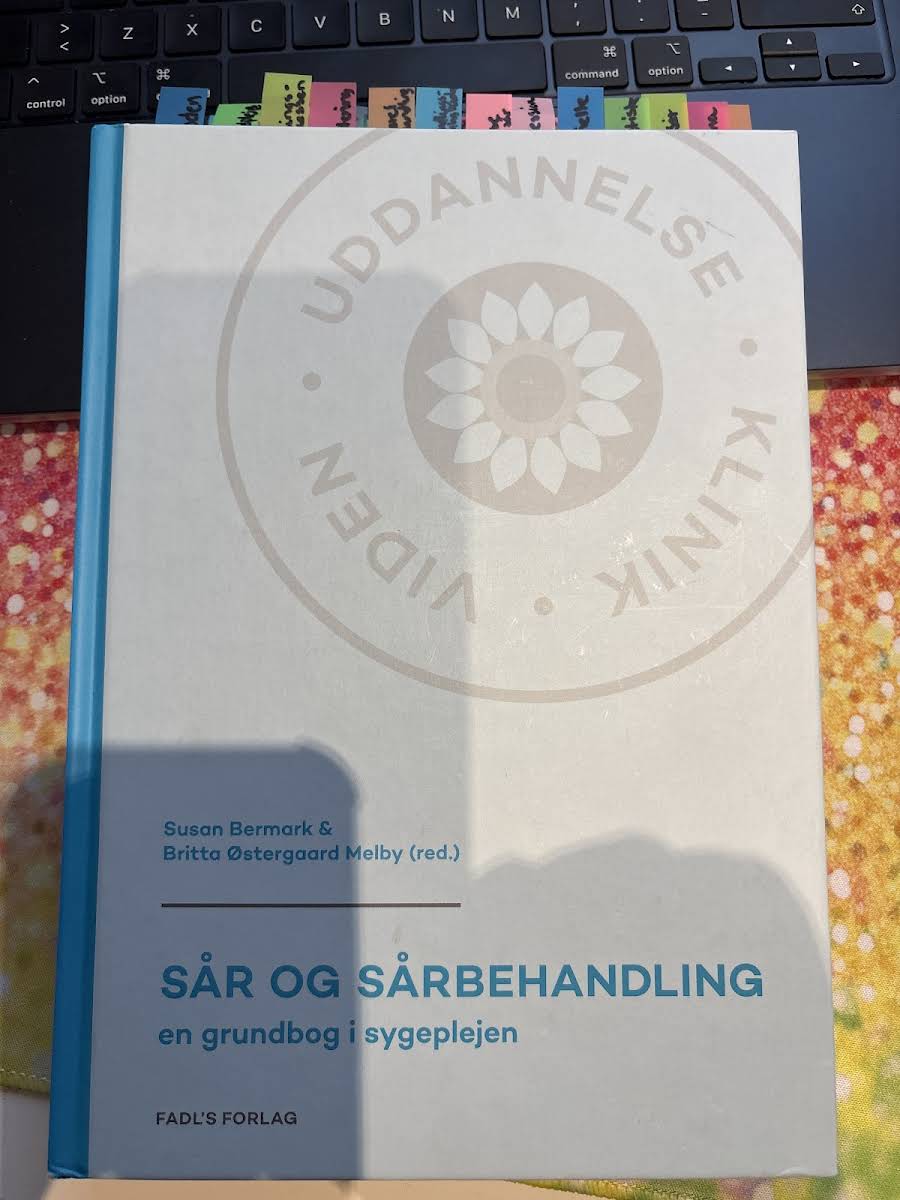 > <
Z
X
C
V
B
N
M
;
:
_
-
^
control
⌥
option
⌘
⌘
command
⌥
option
UDDANNELSE • KLINIK • VIDEN •
Susan Bermark &
Britta Østergaard Melby (red.)
SÅR OG SÅRBEHANDLING
en grundbog i sygeplejen
FADL'S FORLAG